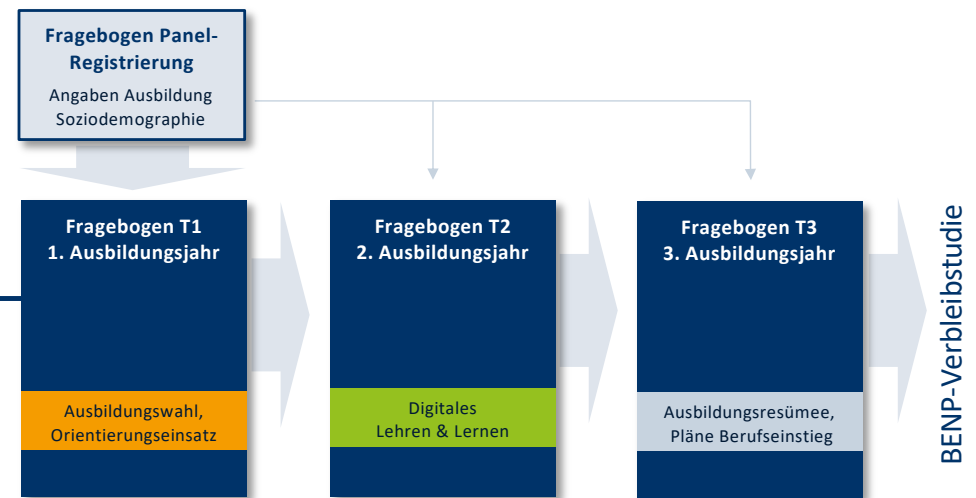 Fragebogen Panel-
Registrierung
Angaben Ausbildung
Soziodemographie
Fragebogen T1
1. Ausbildungsjahr
Ausbildungswahl,
Orientierungseinsatz
Fragebogen T2
2. Ausbildungsjahr
Digitales
Lehren & Lernen
Fragebogen T3
3. Ausbildungsjahr
Ausbildungsresümee,
Pläne Berufseinstieg
BENP-Verbleibstudie